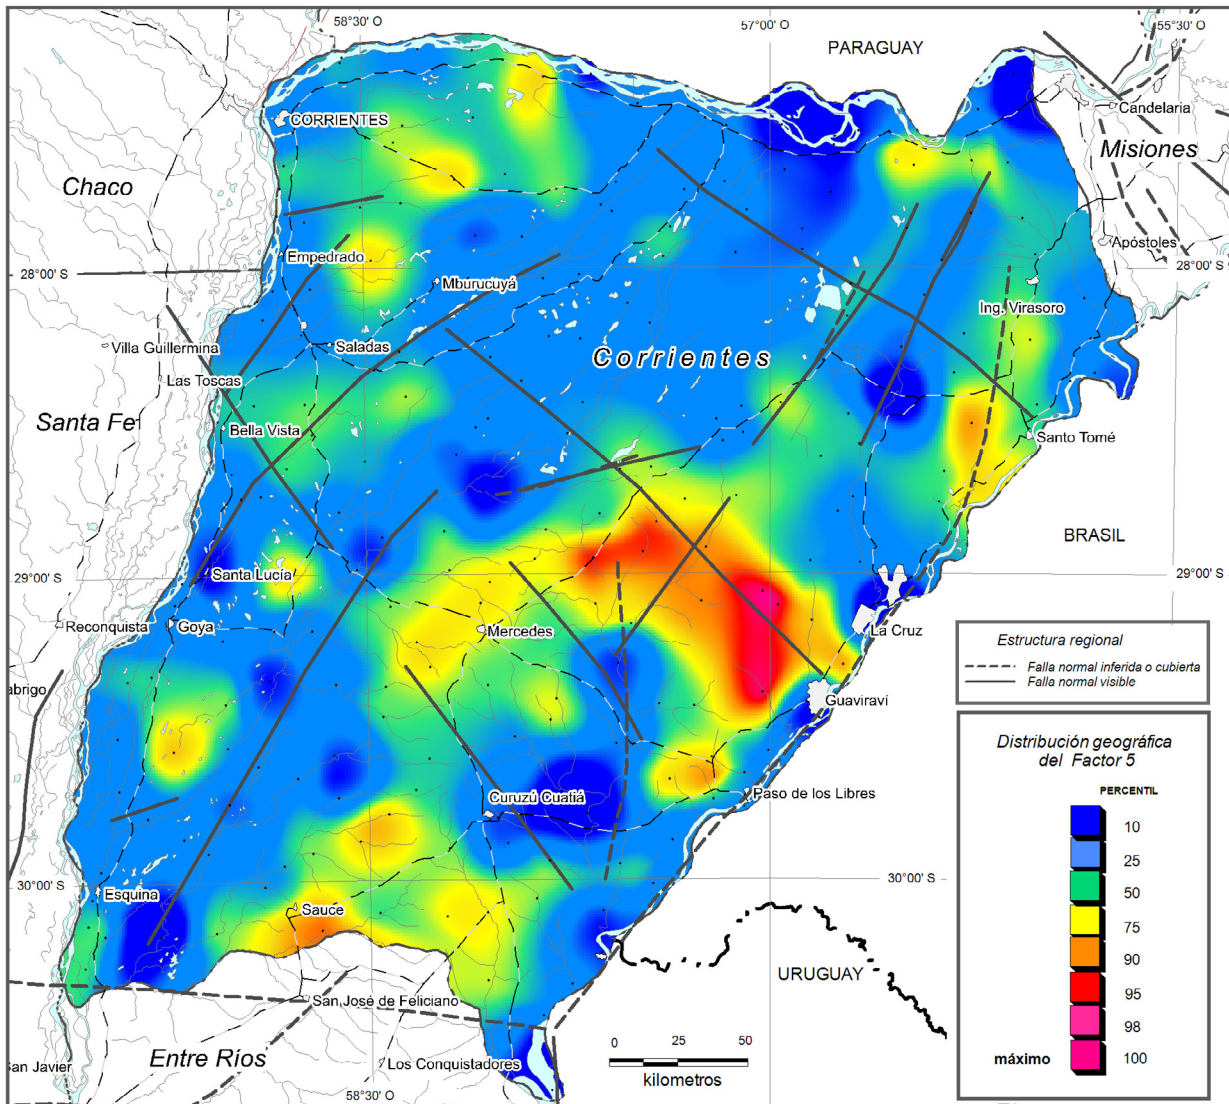 58°30' O
57°00' O
55°30' O
PARAGUAY
Candelaria
CORRIENTES
Misiones
Chaco
Apóstoles
Empedrado
28°00' S
28°00' S
Mburucuyá
Ing. Virasoro
Villa Guillermina
Saladas
Corrientes
Las Toscas
Santa Fe
Bella Vista
Santo Tomé
BRASIL
29°00' S
Santa Lucía
29°00' S
Reconquista
Goya
Mercedes
La Cruz
Estructura regional
Falla normal inferida o cubierta
Falla normal visible
abrigo
Guaviraví
Distribución geográfica
del Factor 5
PERCENTIL
Curuzú Cuatiá
Paso de los Libres
10
25
50
75
90
95
98
máximo 100
30°00' S
Esquina
30°00' S
Sauce
URUGUAY
San José de Feliciano
Entre Ríos
San Javier
Los Conquistadores
0 25 50
kilometros
58°30' O